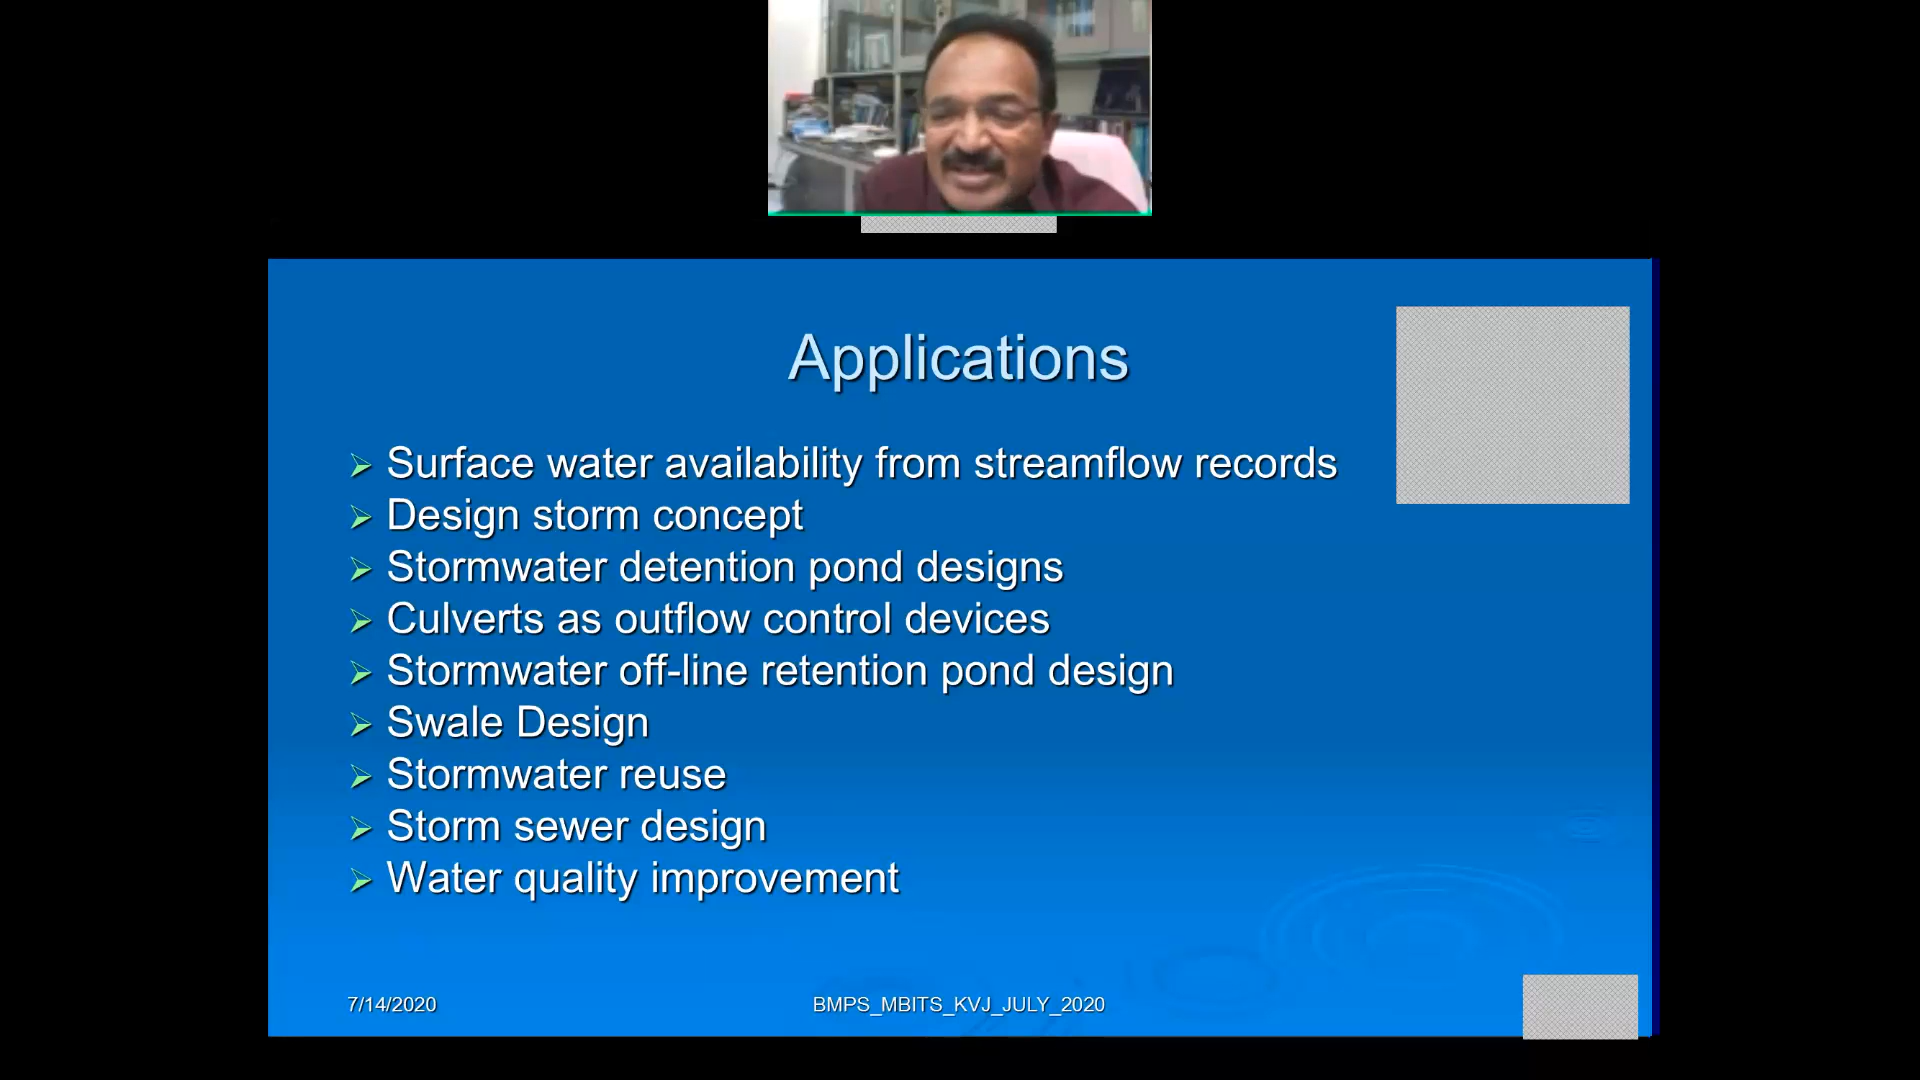 Applications
Surface water availability from streamflow records
Design storm concept
Stormwater detention pond designs
Culverts as outflow control devices
Stormwater off-line retention pond design
Swale Design
Stormwater reuse
Storm sewer design
Water quality improvement
7/14/2020
BMPS_MBITS_KVJ_JULY_2020